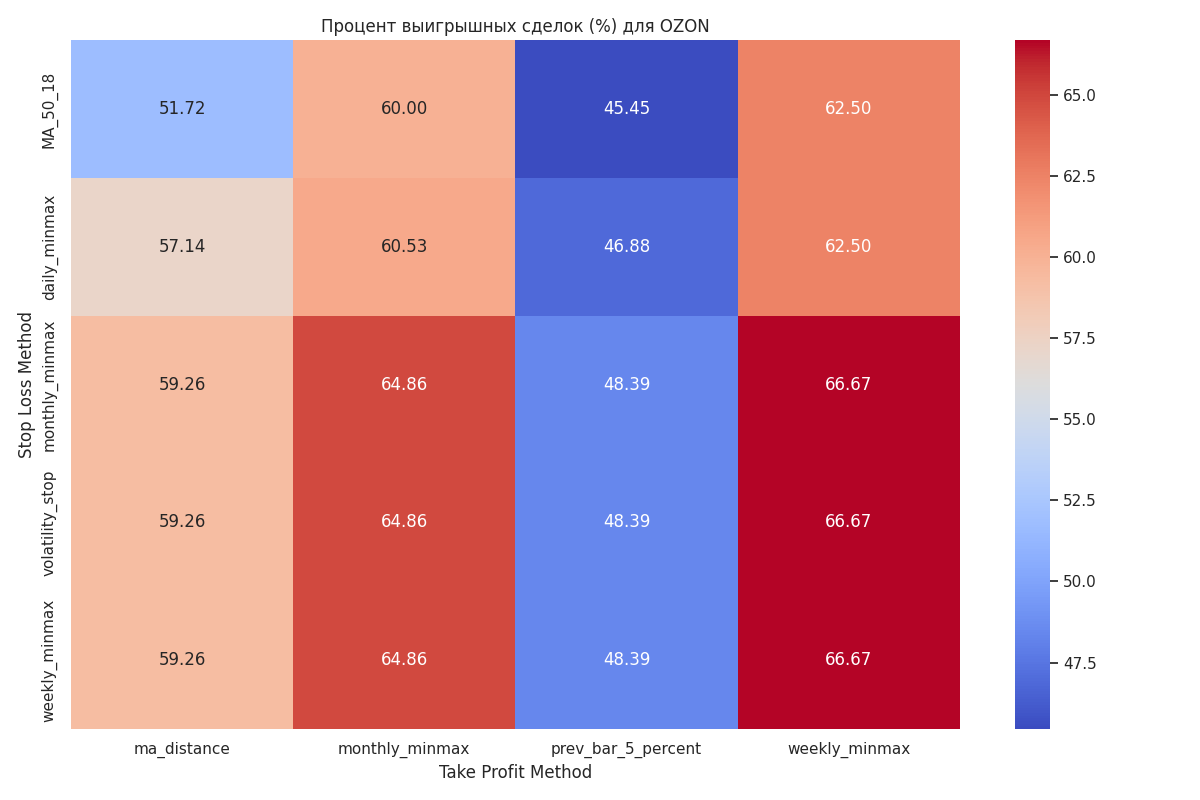 Процент выигрышных сделок (%) для OZON
Stop Loss Method
MA_50_18
51.72 60.00 45.45 62.50
daily_minmax
57.14 60.53 46.88 62.50
monthly_minmax
59.26 64.86 48.39 66.67
volatility_stop
59.26 64.86 48.39 66.67
weekly_minmax
59.26 64.86 48.39 66.67
ma_distance monthly_minmax prev_bar_5_percent weekly_minmax
Take Profit Method
65.0
62.5
60.0
57.5
55.0
52.5
50.0
47.5